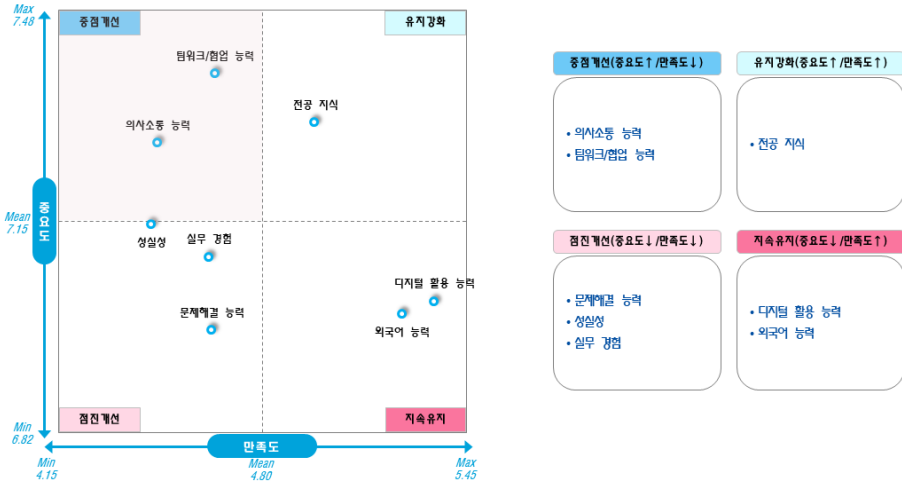 Max
7.48
중점개선
유지강화
팀워크/협업 능력
전공 지식
의사소통 능력
중요도
Mean
7.15
성실성
실무 경험
디지털 활용 능력
문제해결 능력
외국어 능력
점진개선
지속유지
Min
6.82
만족도
Min
4.15
Mean
4.80
Max
5.45
중점개선(중요도↑/만족도↓)
• 의사소통 능력
• 팀워크/협업 능력
유지강화(중요도↑/만족도↑)
• 전공 지식
점진개선(중요도↓/만족도↓)
• 문제해결 능력
• 성실성
• 실무 경험
지속유지(중요도↓/만족도↑)
• 디지털 활용 능력
• 외국어 능력